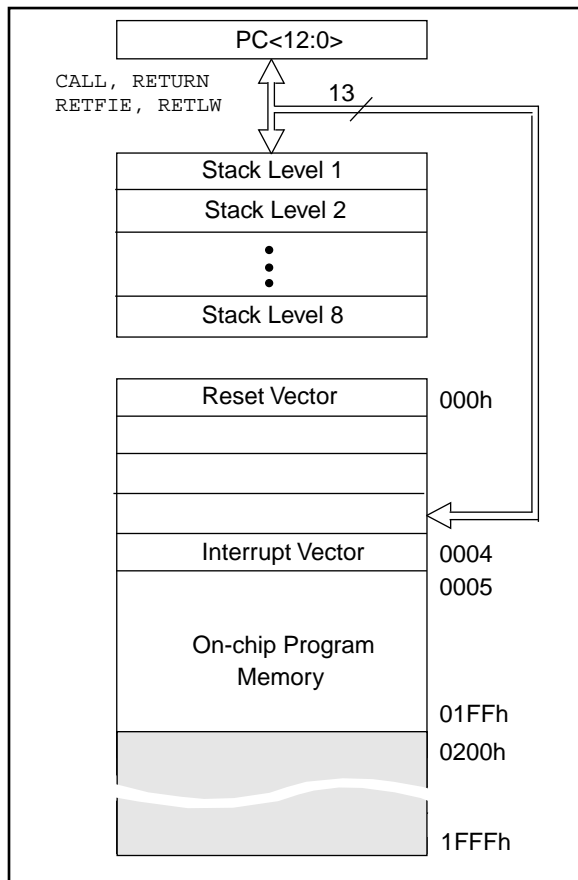 PC<12:0>
CALL, RETURN
RETFIE, RETLW
13
Stack Level 1
Stack Level 2
Stack Level 8
Reset Vector
000h
Interrupt Vector
0004
0005
On-chip Program
Memory
01FFh
0200h
1FFFh